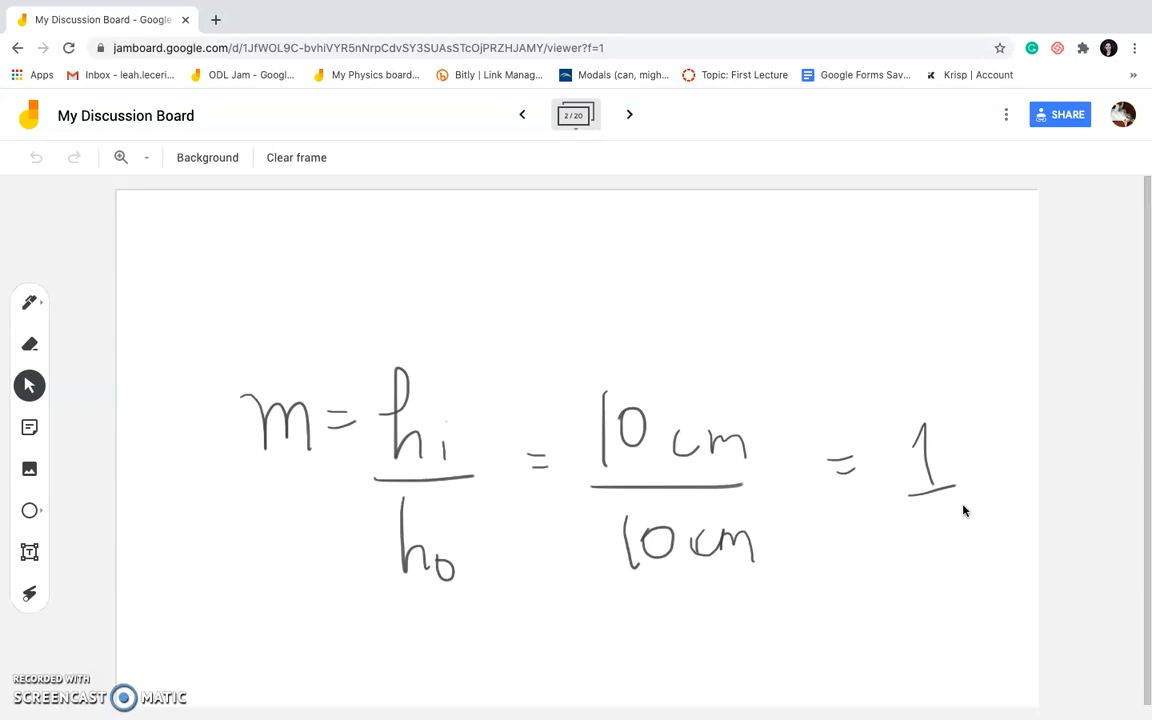 My Discussion Board - Google
jamboard.google.com/d/1JfWOL9C-bvhiVYR5nNrpCdvSY3SUAsSTcOjPRZHJAMY/viewer?f=1
Apps Inbox - leah.leceri... ODL Jam - Googl... My Physics board... Bitly | Link Manag... Modals (can, migh... Topic: First Lecture Google Forms Sav... Krisp | Account »
My Discussion Board 2 / 20 SHARE
Background Clear frame
m = hi / ho = 10 cm / 10 cm = 1
RECORDED WITH
SCREENCAST MATIC